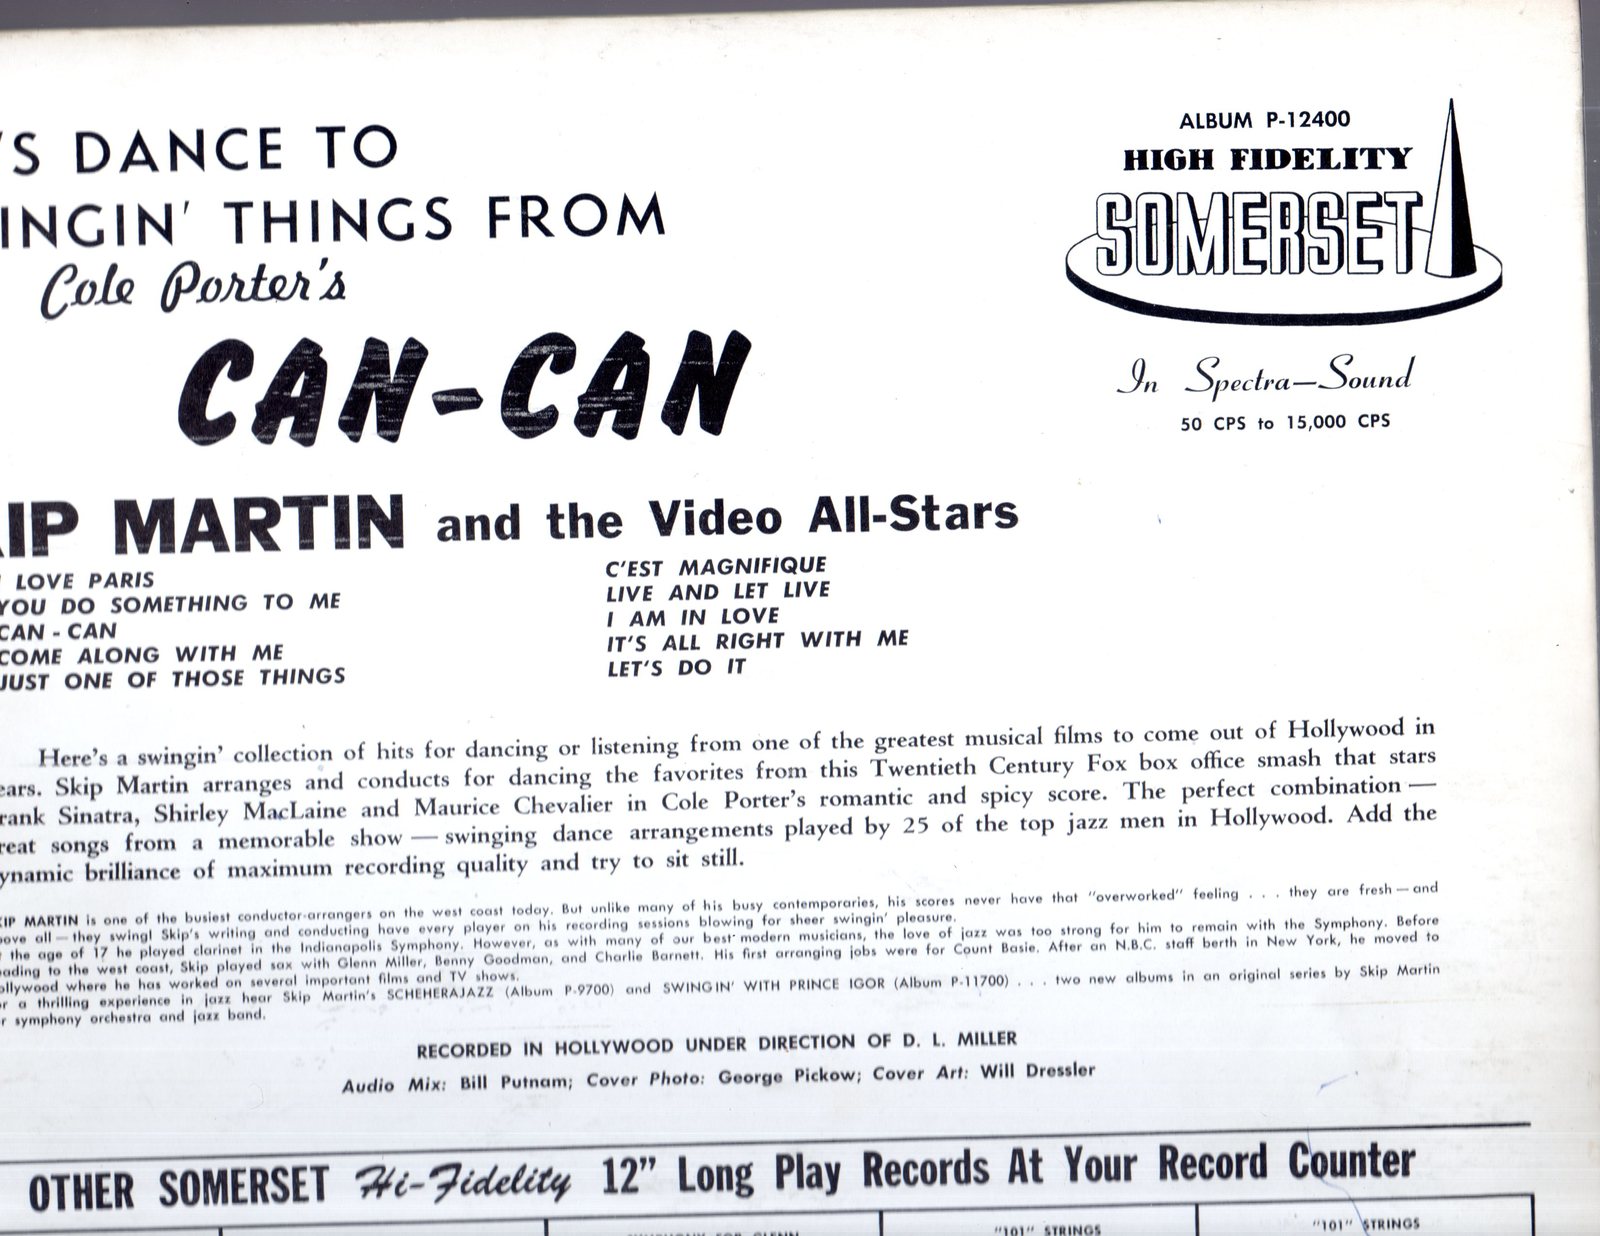 'S DANCE TO
INGIN' THINGS FROM
Cole Porter's
CAN-CAN
ALBUM P-12400
HIGH FIDELITY
SOMERSET
In Spectra-Sound
50 CPS to 15,000 CPS
KIP MARTIN and the Video All-Stars
I LOVE PARIS
YOU DO SOMETHING TO ME
CAN - CAN
COME ALONG WITH ME
JUST ONE OF THOSE THINGS
C'EST MAGNIFIQUE
LIVE AND LET LIVE
I AM IN LOVE
IT'S ALL RIGHT WITH ME
LET'S DO IT
Here's a swingin' collection of hits for dancing or listening from one of the greatest musical films to come out of Hollywood in
ears. Skip Martin arranges and conducts for dancing the favorites from this Twentieth Century Fox box office smash that stars
rank Sinatra, Shirley MacLaine and Maurice Chevalier in Cole Porter's romantic and spicy score. The perfect combination —
reat songs from a memorable show — swinging dance arrangements played by 25 of the top jazz men in Hollywood. Add the
ynamic brilliance of maximum recording quality and try to sit still.
KIP MARTIN is one of the busiest conductor-arrangers on the west coast today. But unlike many of his busy contemporaries, his scores never have that "overworked" feeling . . . they are fresh — and
ove all — they swing! Skip's writing and conducting have every player on his recording sessions blowing for sheer swingin' pleasure.
t the age of 17 he played clarinet in the Indianapolis Symphony. However, as with many of our best modern musicians, the love of jazz was too strong for him to remain with the Symphony. Before
eading to the west coast, Skip played sax with Glenn Miller, Benny Goodman, and Charlie Barnett. His first arranging jobs were for Count Basie. After an N.B.C. staff berth in New York, he moved to
ollywood where he has worked on several important films and TV shows.
or a thrilling experience in jazz hear Skip Martin's SCHEHERAJAZZ (Album P-9700) and SWINGIN' WITH PRINCE IGOR (Album P-11700) . . . two new albums in an original series by Skip Martin
r symphony orchestra and jazz band.
RECORDED IN HOLLYWOOD UNDER DIRECTION OF D. L. MILLER
Audio Mix: Bill Putnam; Cover Photo: George Pickow; Cover Art: Will Dressler
OTHER SOMERSET Hi-Fidelity 12" Long Play Records At Your Record Counter
"101" STRINGS
"101" STRINGS